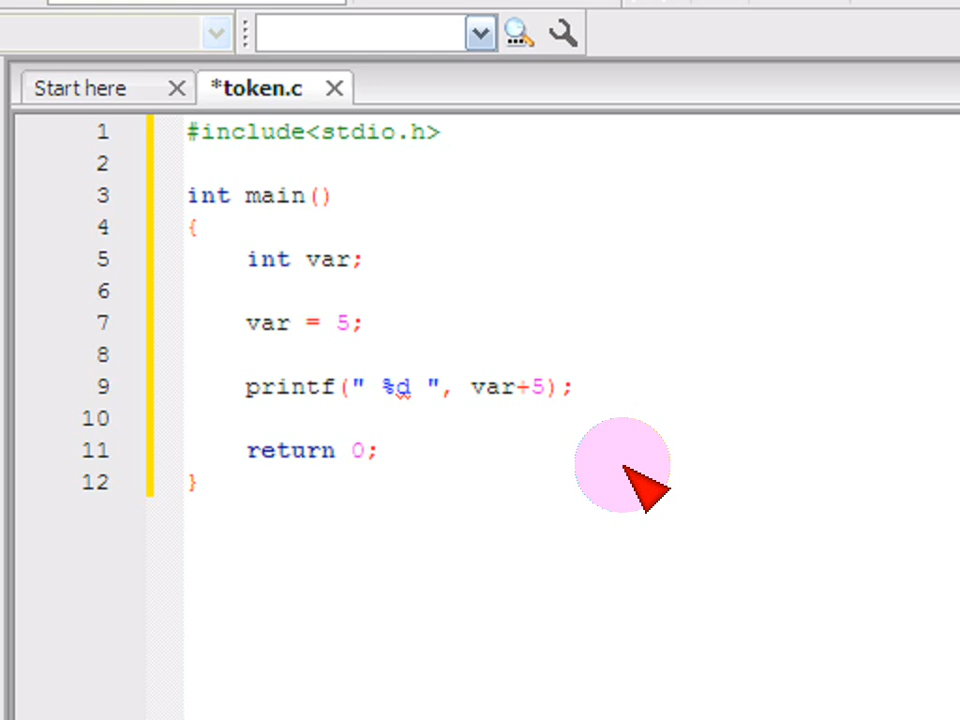 Start here
*token.c
1 #include<stdio.h>
2
3 int main()
4 {
5     int var;
6
7     var = 5;
8
9     printf(" %d ", var+5);
10
11     return 0;
12 }